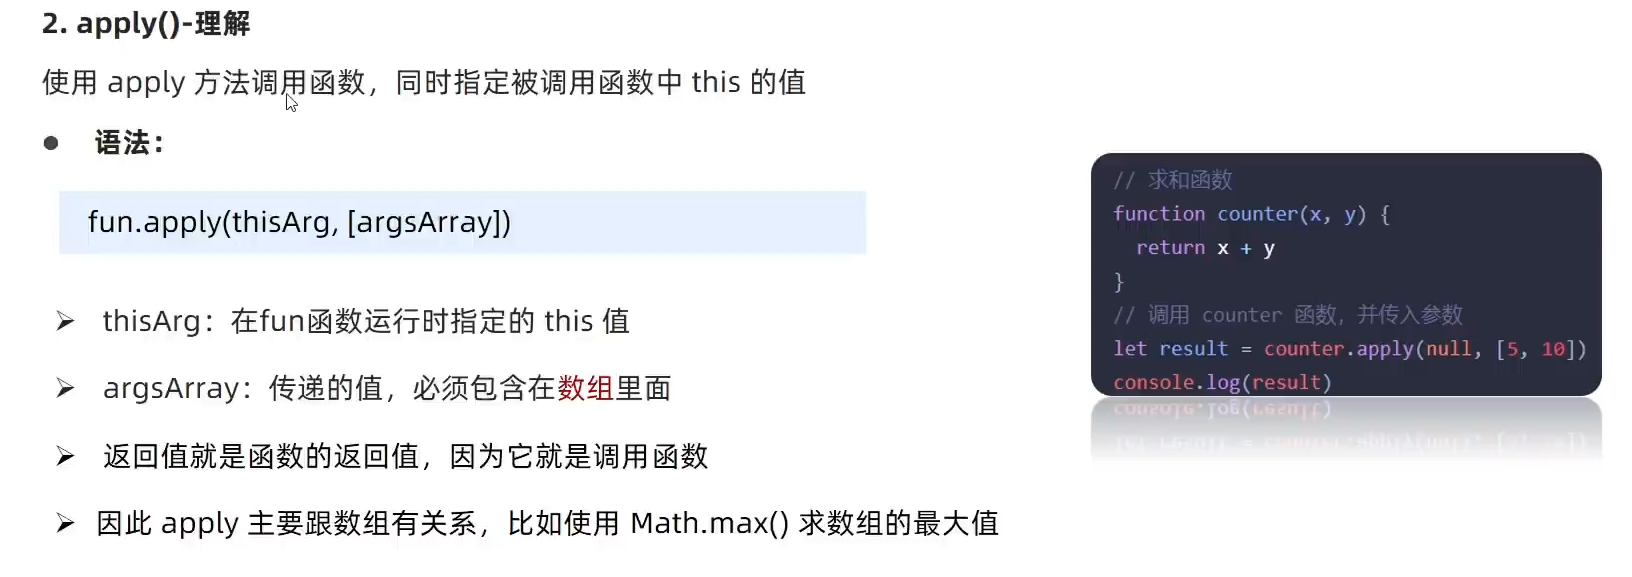 2. apply()-理解
使用 apply 方法调用函数，同时指定被调用函数中 this 的值
● 语法：
fun.apply(thisArg, [argsArray])
➢ thisArg：在fun函数运行时指定的 this 值
➢ argsArray：传递的值，必须包含在数组里面
➢ 返回值就是函数的返回值，因为它就是调用函数
➢ 因此 apply 主要跟数组有关系，比如使用 Math.max() 求数组的最大值
// 求和函数
function counter(x, y) {
  return x + y
}
// 调用 counter 函数，并传入参数
let result = counter.apply(null, [5, 10])
console.log(result)